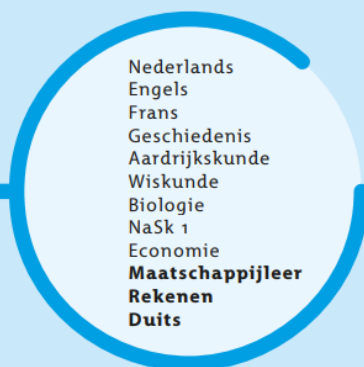 Nederlands
Engels
Frans
Geschiedenis
Aardrijkskunde
Wiskunde
Biologie
NaSk 1
Economie
Maatschappijleer
Rekenen
Duits